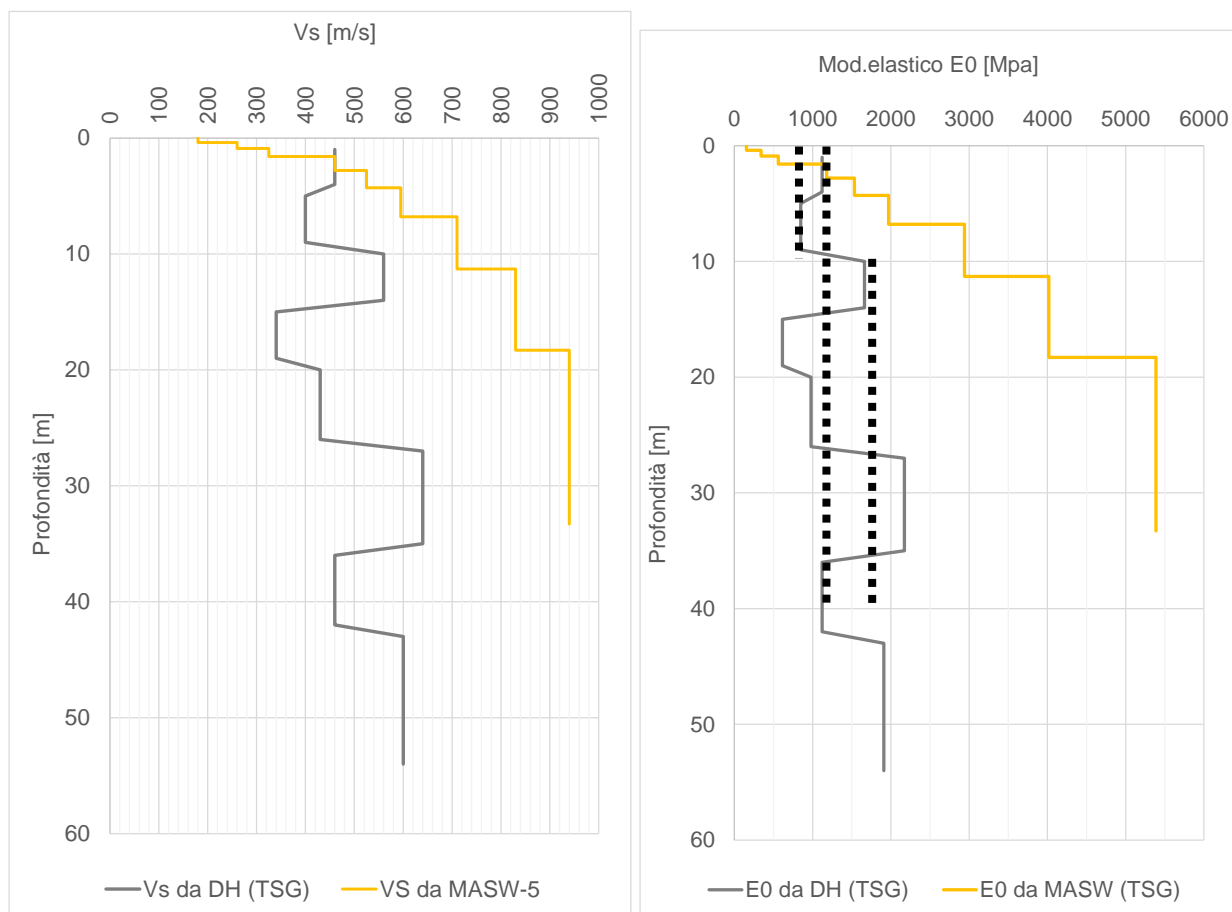 Vs [m/s]
0 100 200 300 400 500 600 700 800 900 1000
0
10
20
30
40
50
60
Profondità [m]
Vs da DH (TSG) VS da MASW-5
Mod.elastico E0 [Mpa]
0 1000 2000 3000 4000 5000 6000
0
10
20
30
40
50
60
Profondità [m]
E0 da DH (TSG) E0 da MASW (TSG)